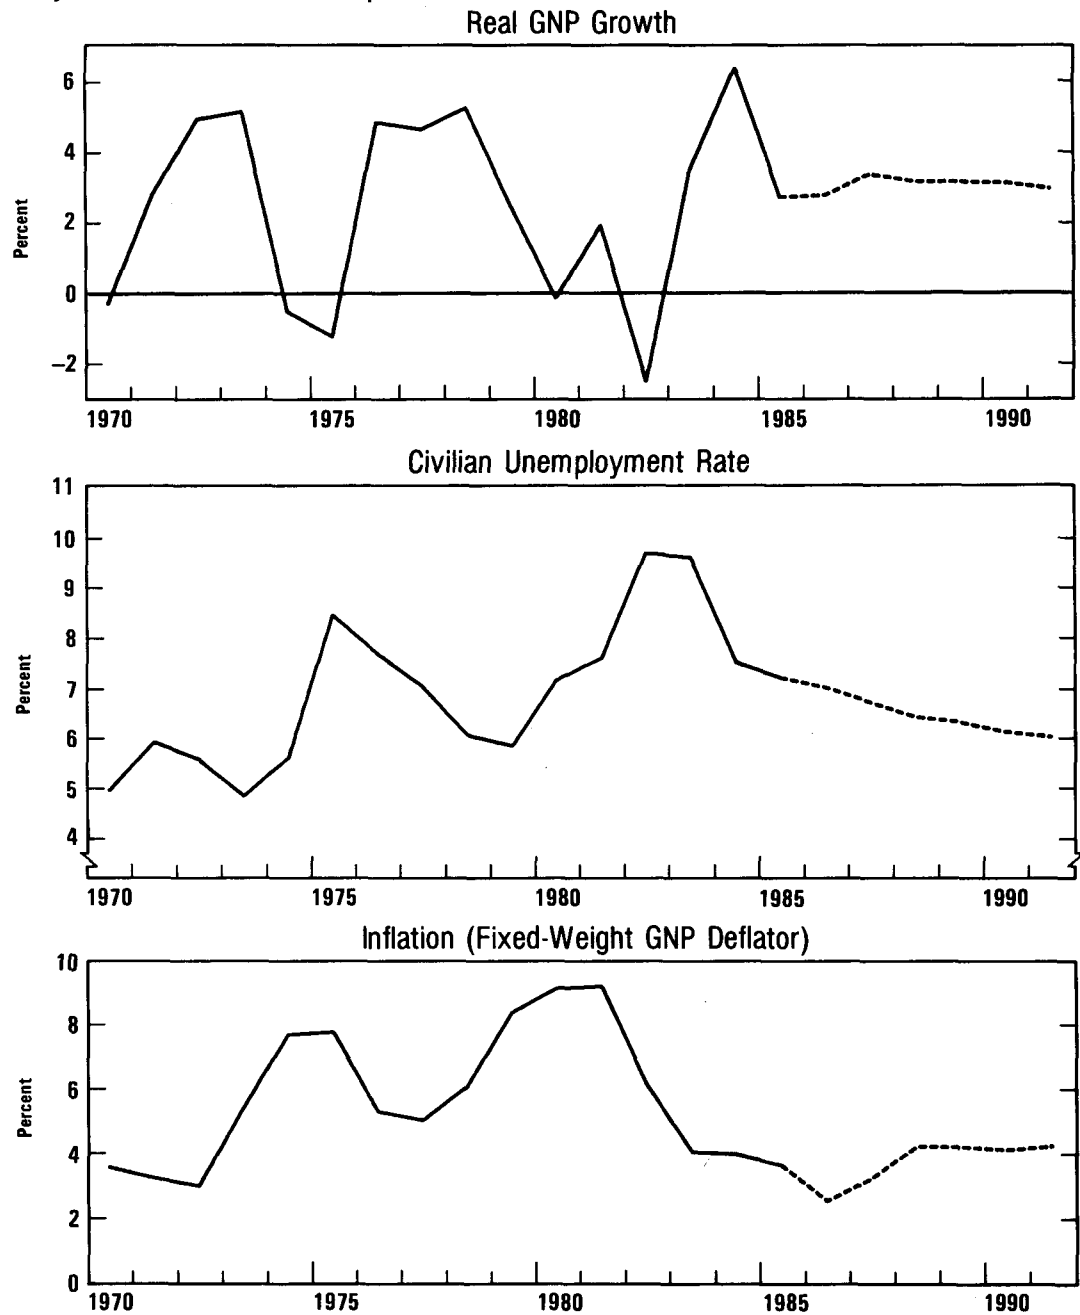 Real GNP Growth
6
4
2
0
−2
Percent
1970 1975 1980 1985 1990
Civilian Unemployment Rate
11
10
9
8
7
6
5
4
Percent
1970 1975 1980 1985 1990
Inflation (Fixed-Weight GNP Deflator)
10
8
6
4
2
0
Percent
1970 1975 1980 1985 1990